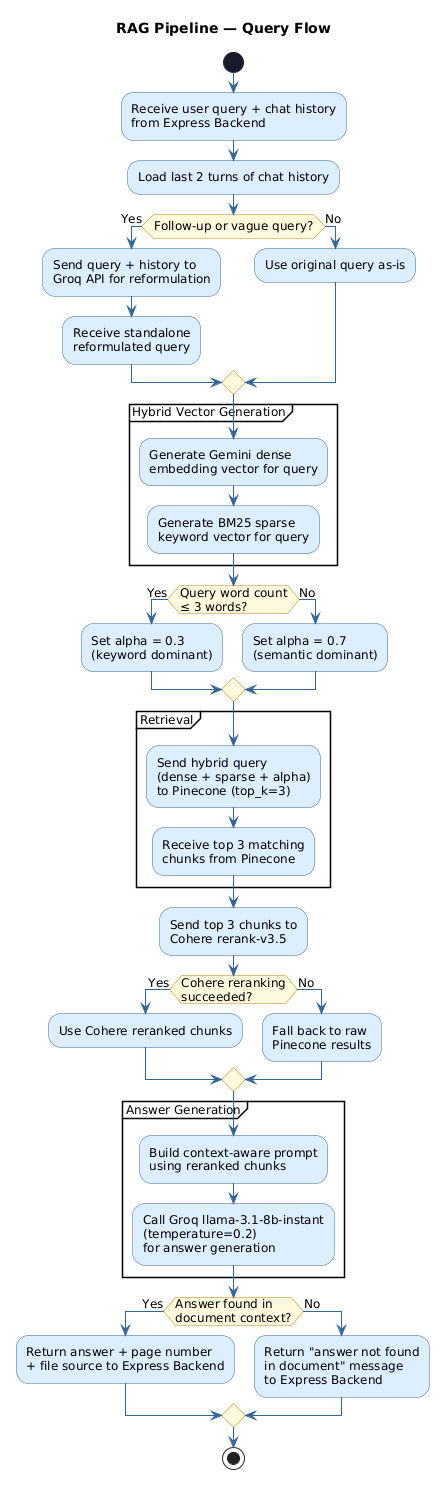 RAG Pipeline — Query Flow
Receive user query + chat history
from Express Backend
Load last 2 turns of chat history
Yes
Follow-up or vague query?
No
Send query + history to
Groq API for reformulation
Use original query as-is
Receive standalone
reformulated query
Hybrid Vector Generation
Generate Gemini dense
embedding vector for query
Generate BM25 sparse
keyword vector for query
Yes
Query word count
≤ 3 words?
No
Set alpha = 0.3
(keyword dominant)
Set alpha = 0.7
(semantic dominant)
Retrieval
Send hybrid query
(dense + sparse + alpha)
to Pinecone (top_k=3)
Receive top 3 matching
chunks from Pinecone
Send top 3 chunks to
Cohere rerank-v3.5
Yes
Cohere reranking
succeeded?
No
Use Cohere reranked chunks
Fall back to raw
Pinecone results
Answer Generation
Build context-aware prompt
using reranked chunks
Call Groq llama-3.1-8b-instant
(temperature=0.2)
for answer generation
Yes
Answer found in
document context?
No
Return answer + page number
+ file source to Express Backend
Return "answer not found
in document" message
to Express Backend